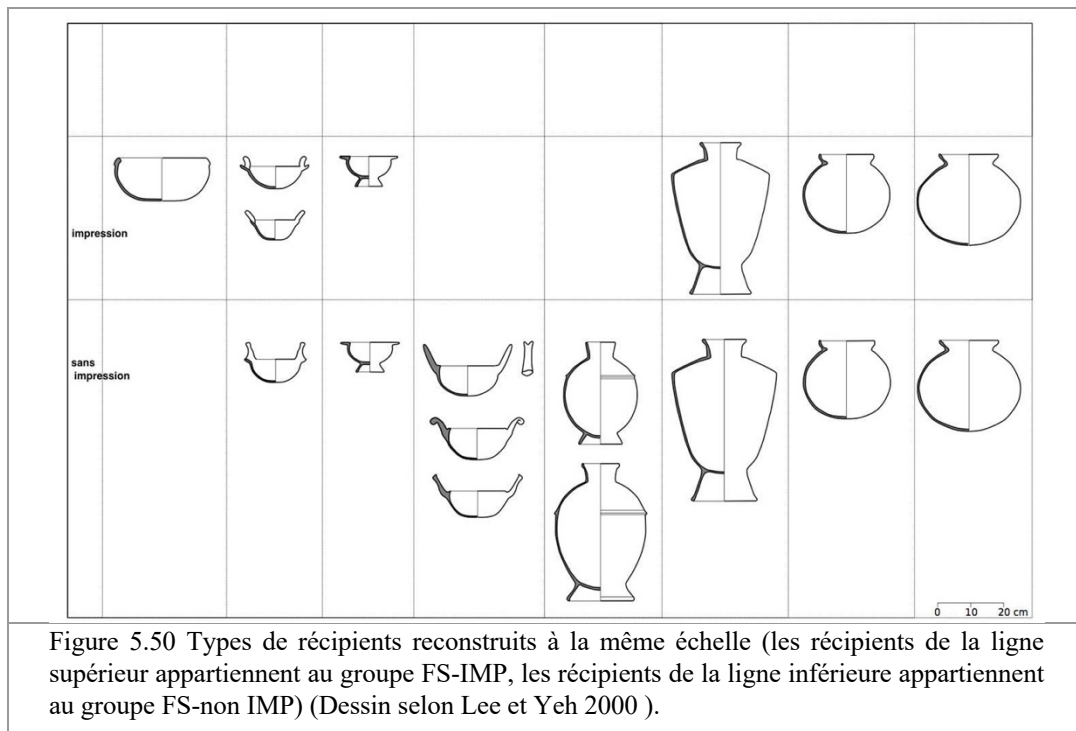 impression
sans
impression
0 10 20 cm
Figure 5.50 Types de récipients reconstruits à la même échelle (les récipients de la ligne
supérieur appartiennent au groupe FS-IMP, les récipients de la ligne inférieure appartiennent
au groupe FS-non IMP) (Dessin selon Lee et Yeh 2000 ).